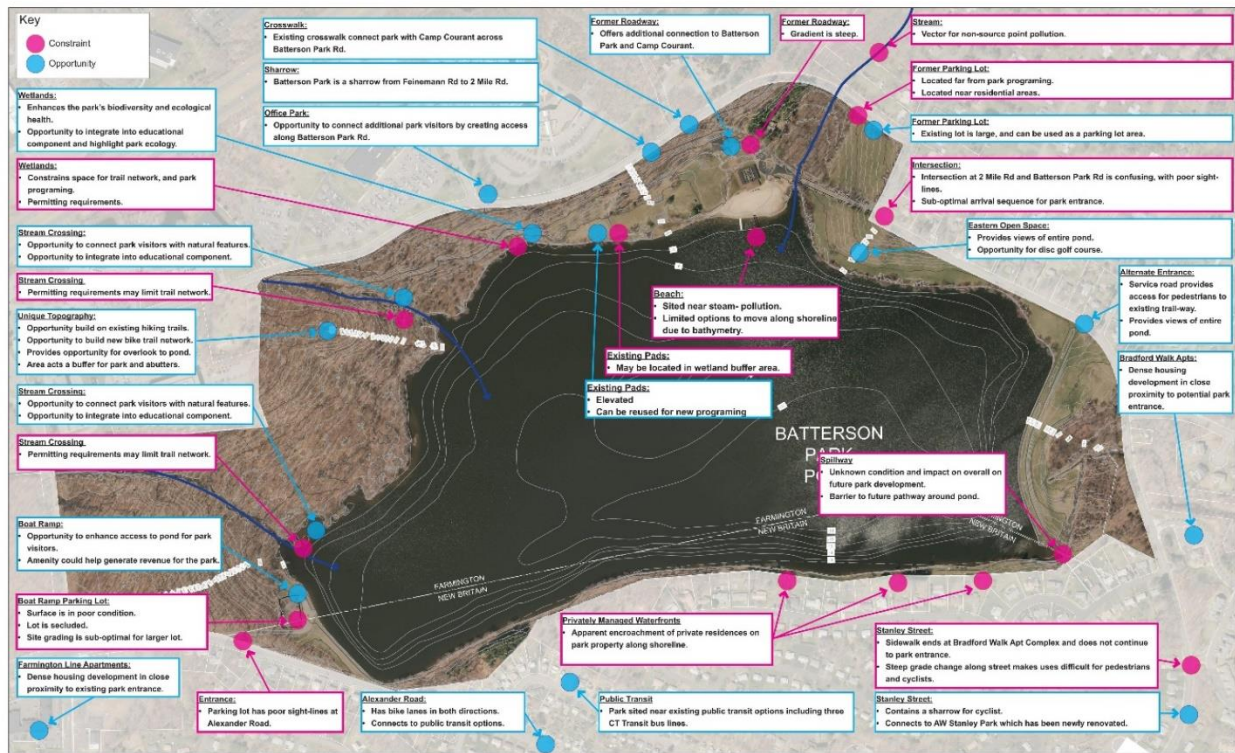 Key
Constraint
Opportunity
Crosswalk:
Existing crosswalk connect park with Camp Courant across
Batterson Park Rd.
Sharrow:
Batterson Park is a sharrow from Feinemann Rd to 2 Mile Rd.
Office Park:
Opportunity to connect additional park visitors by creating access
along Batterson Park Rd.
Former Roadway:
Offers additional connection to Batterson
Park and Camp Courant.
Former Roadway:
Gradient is steep.
Stream:
Vector for non-source point pollution.
Former Parking Lot:
Located far from park programing.
Located near residential areas.
Former Parking Lot:
Existing lot is large, and can be used as a parking lot area.
Intersection:
Intersection at 2 Mile Rd and Batterson Park Rd is confusing, with poor sight-
lines.
Sub-optimal arrival sequence for park entrance.
Eastern Open Space:
Provides views of entire pond.
Opportunity for disc golf course.
Alternate Entrance:
Service road provides
access for pedestrians to
existing trail-way.
Provides views of entire
pond.
Bradford Walk Apts:
Dense housing
development in close
proximity to potential park
entrance.
Wetlands:
Enhances the park's biodiversity and ecological
health.
Opportunity to integrate into educational
component and highlight park ecology.
Wetlands:
Constrains space for trail network, and park
programing.
Permitting requirements.
Stream Crossing:
Opportunity to connect park visitors with natural features.
Opportunity to integrate into educational component.
Stream Crossing
Permitting requirements may limit trail network.
Unique Topography:
Opportunity build on existing hiking trails.
Opportunity to build new bike trail network.
Provides opportunity for overlook to pond.
Area acts a buffer for park and abutters.
Stream Crossing:
Opportunity to connect park visitors with natural features.
Opportunity to integrate into educational component.
Stream Crossing
Permitting requirements may limit trail network.
Boat Ramp:
Opportunity to enhance access to pond for park
visitors.
Amenity could help generate revenue for the park.
Boat Ramp Parking Lot:
Surface is in poor condition.
Lot is secluded.
Site grading is sub-optimal for larger lot.
Farmington Line Apartments:
Dense housing development in close
proximity to existing park entrance.
Beach:
Sited near steam- pollution.
Limited options to move along shoreline
due to bathymetry.
Existing Pads:
May be located in wetland buffer area.
Existing Pads:
Elevated
Can be reused for new programing
BATTERSON
PARK
Spillway
Unknown condition and impact on overall on
future park development.
Barrier to future pathway around pond.
FARMINGTON
NEW BRITAIN
FARMINGTON
NEW BRITAIN
FARMINGTON
NEW BRITAIN
Entrance:
Parking lot has poor sight-lines at
Alexander Road.
Alexander Road:
Has bike lanes in both directions.
Connects to public transit options.
Privately Managed Waterfronts
Apparent encroachment of private residences on
park property along shoreline.
Public Transit
Park sited near existing public transit options including three
CT Transit bus lines.
Stanley Street:
Sidewalk ends at Bradford Walk Apt Complex and does not continue
to park entrance.
Steep grade change along street makes uses difficult for pedestrians
and cyclists.
Stanley Street:
Contains a sharrow for cyclist.
Connects to AW Stanley Park which has been newly renovated.